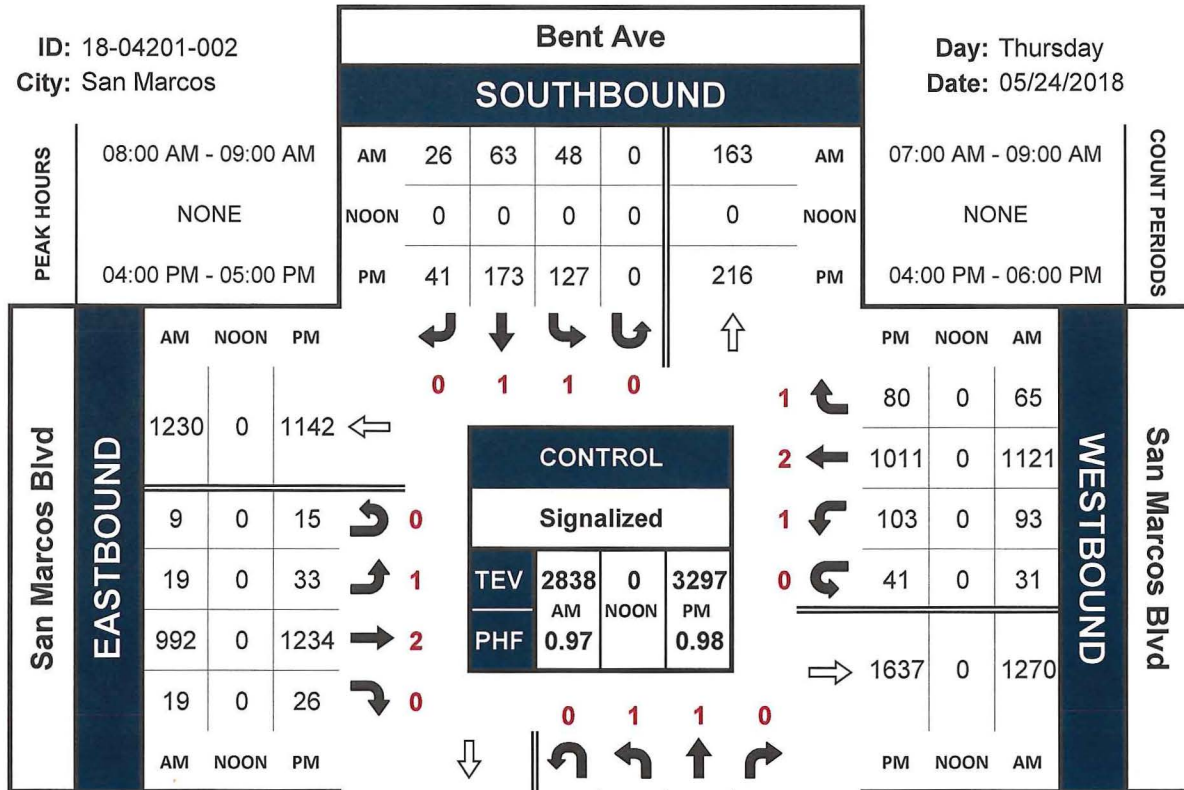 ID: 18-04201-002
City: San Marcos
Bent Ave
SOUTHBOUND
Day: Thursday
Date: 05/24/2018
PEAK HOURS
08:00 AM - 09:00 AM
NONE
04:00 PM - 05:00 PM
AM 26 63 48 0 163 AM
NOON 0 0 0 0 0 NOON
PM 41 173 127 0 216 PM
07:00 AM - 09:00 AM
NONE
04:00 PM - 06:00 PM
COUNT PERIODS
0 1 1 0
San Marcos Blvd
EASTBOUND
AM NOON PM
1230 0 1142
9 0 15 0
19 0 33 1
992 0 1234 2
19 0 26 0
AM NOON PM
CONTROL
Signalized
TEV 2838 0 3297
AM NOON PM
PHF 0.97 0.98
PM NOON AM
1 80 0 65
2 1011 0 1121
1 103 0 93
0 41 0 31
1637 0 1270
PM NOON AM
WESTBOUND
San Marcos Blvd
0 1 1 0